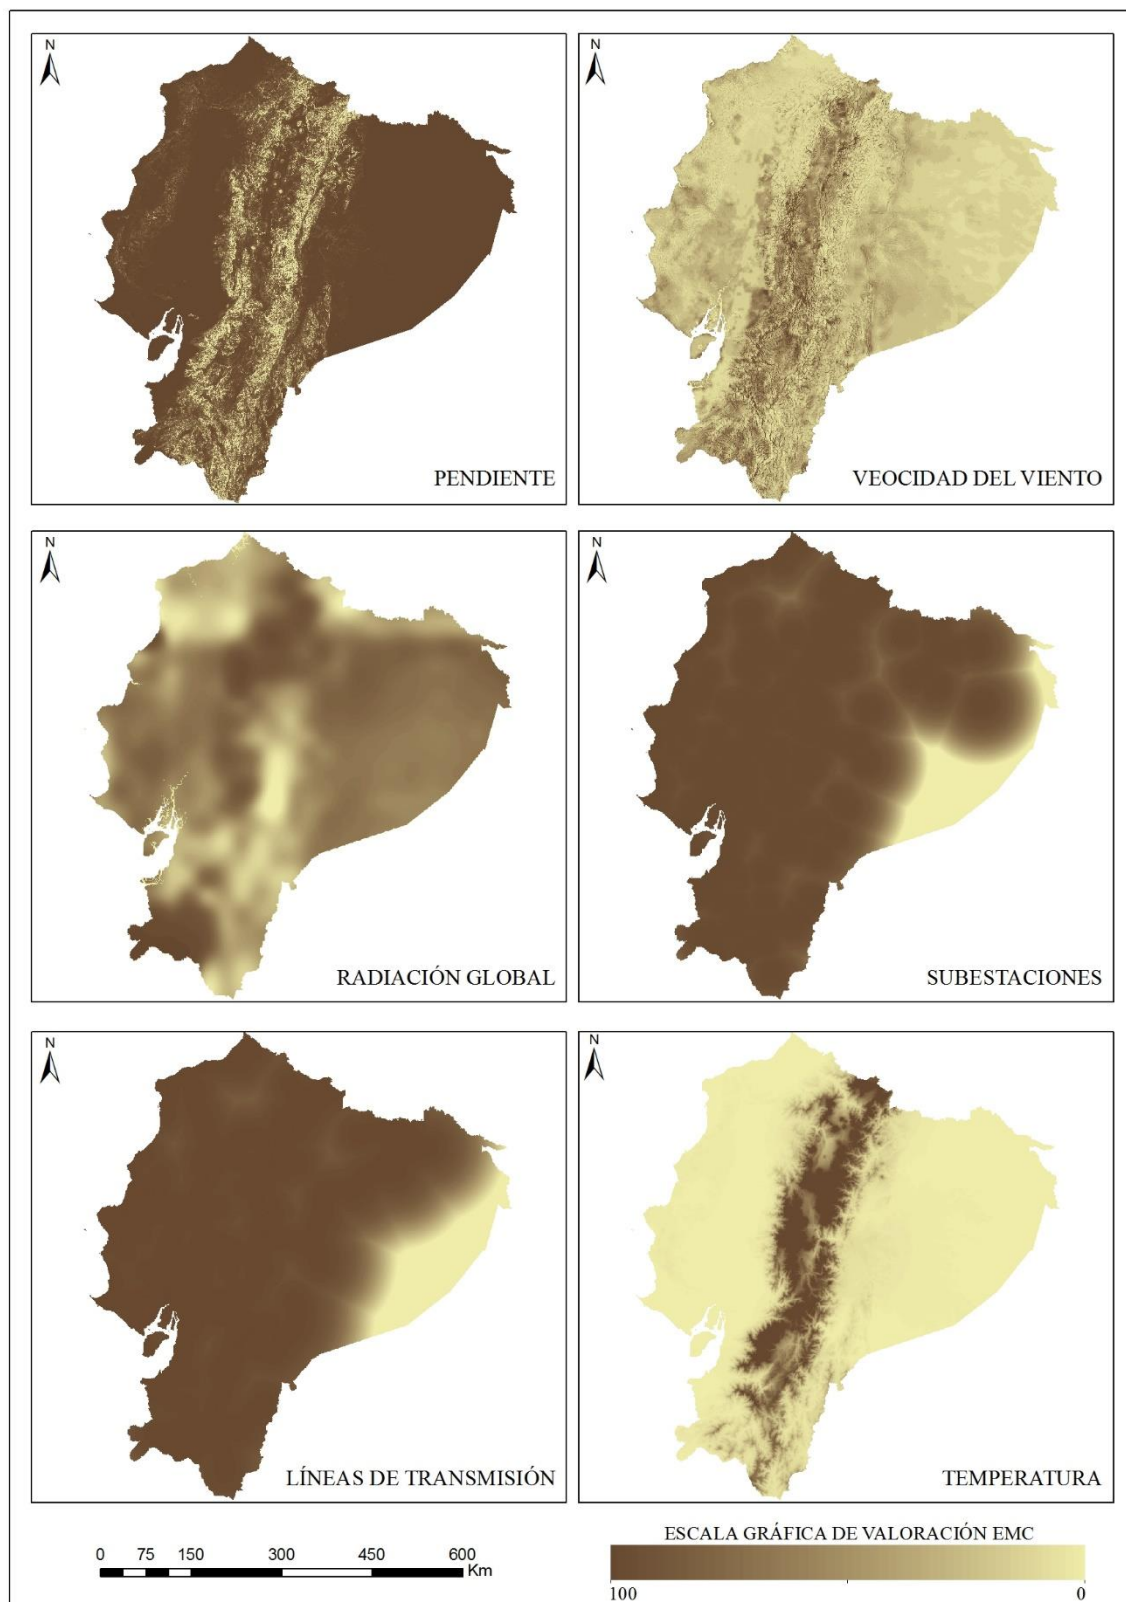 N
PENDIENTE
N
VEOCIDAD DEL VIENTO
N
RADIACIÓN GLOBAL
N
SUBESTACIONES
N
LÍNEAS DE TRANSMISIÓN
N
TEMPERATURA
0 75 150 300 450 600
Km
ESCALA GRÁFICA DE VALORACIÓN EMC
100 0